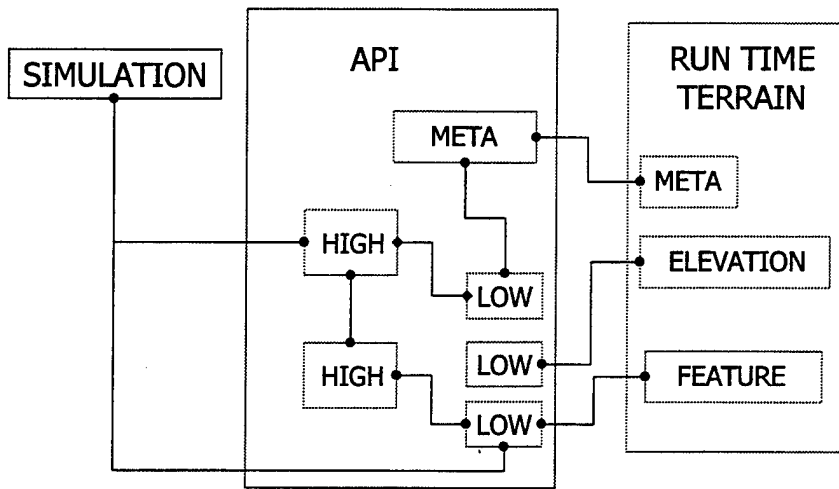 SIMULATION
API
RUN TIME
TERRAIN
META
META
HIGH
LOW
ELEVATION
HIGH
LOW
FEATURE
LOW